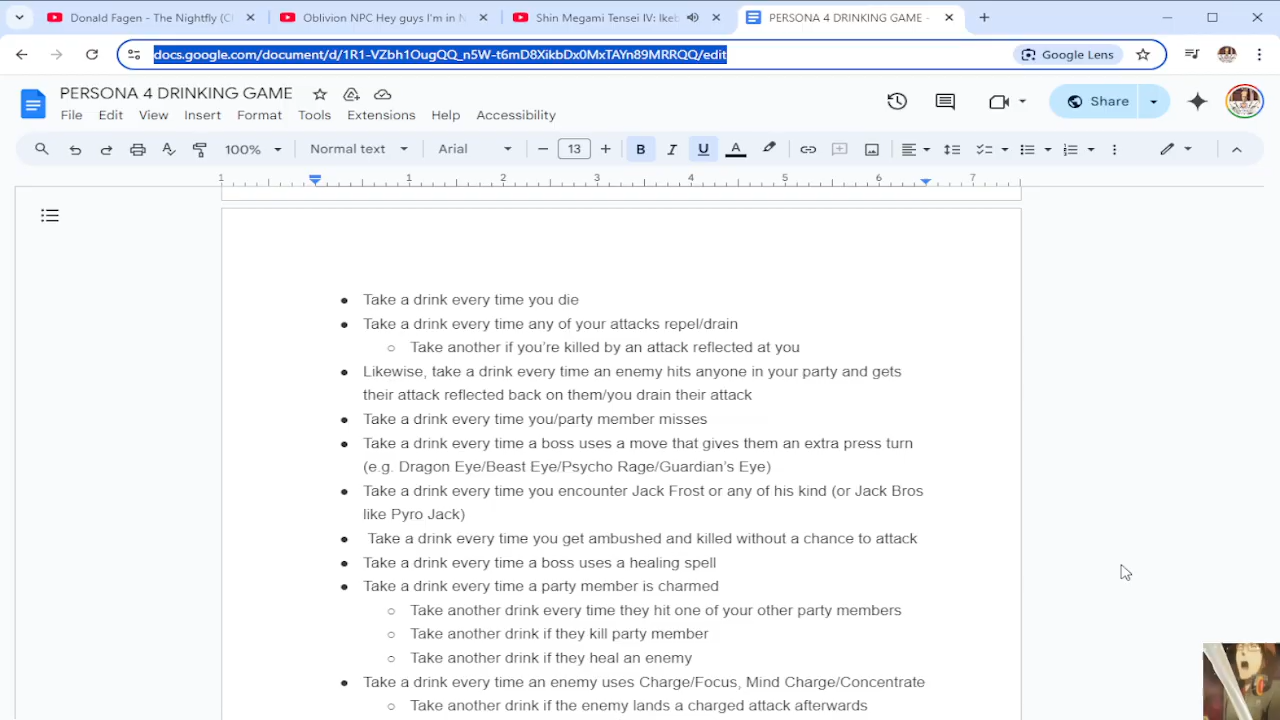 Donald Fagen - The Nightfly (C
Oblivion NPC Hey guys I'm in N
Shin Megami Tensei IV: Ikeb
PERSONA 4 DRINKING GAME -
docs.google.com/document/d/1R1-VZbh1OugQQ_n5W-t6mD8XikbDx0MxTAYn89MRRQQ/edit
Google Lens
PERSONA 4 DRINKING GAME
File Edit View Insert Format Tools Extensions Help Accessibility
Share
100% Normal text Arial 13 B I U A
1 1 2 3 4 5 6 7
Take a drink every time you die
Take a drink every time any of your attacks repel/drain
Take another if you're killed by an attack reflected at you
Likewise, take a drink every time an enemy hits anyone in your party and gets
their attack reflected back on them/you drain their attack
Take a drink every time you/party member misses
Take a drink every time a boss uses a move that gives them an extra press turn
(e.g. Dragon Eye/Beast Eye/Psycho Rage/Guardian's Eye)
Take a drink every time you encounter Jack Frost or any of his kind (or Jack Bros
like Pyro Jack)
Take a drink every time you get ambushed and killed without a chance to attack
Take a drink every time a boss uses a healing spell
Take a drink every time a party member is charmed
Take another drink every time they hit one of your other party members
Take another drink if they kill party member
Take another drink if they heal an enemy
Take a drink every time an enemy uses Charge/Focus, Mind Charge/Concentrate
Take another drink if the enemy lands a charged attack afterwards